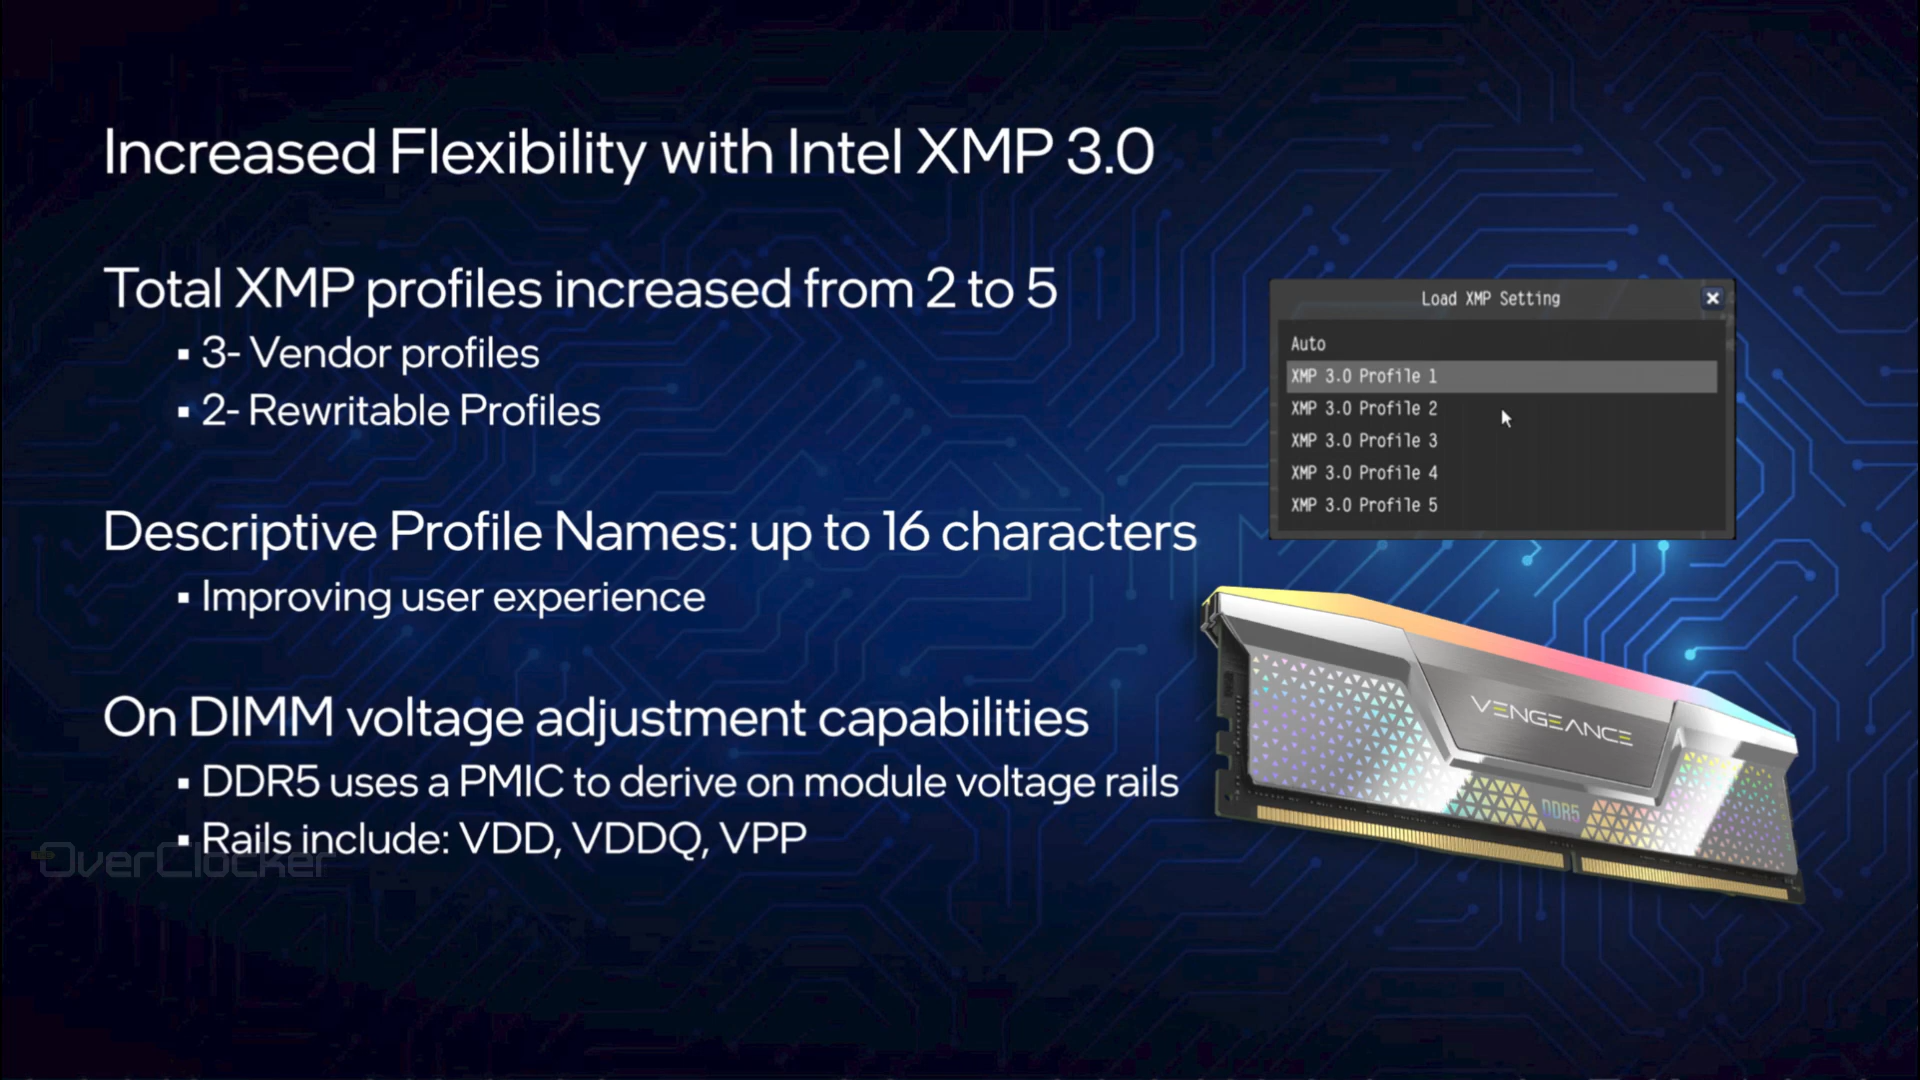 Increased Flexibility with Intel XMP 3.0
Total XMP profiles increased from 2 to 5
▪ 3- Vendor profiles
▪ 2- Rewritable Profiles
Descriptive Profile Names: up to 16 characters
▪ Improving user experience
On DIMM voltage adjustment capabilities
▪ DDR5 uses a PMIC to derive on module voltage rails
▪ Rails include: VDD, VDDQ, VPP
OverClocker
Load XMP Setting
Auto
XMP 3.0 Profile 1
XMP 3.0 Profile 2
XMP 3.0 Profile 3
XMP 3.0 Profile 4
XMP 3.0 Profile 5
VENGEANCE
DDR5